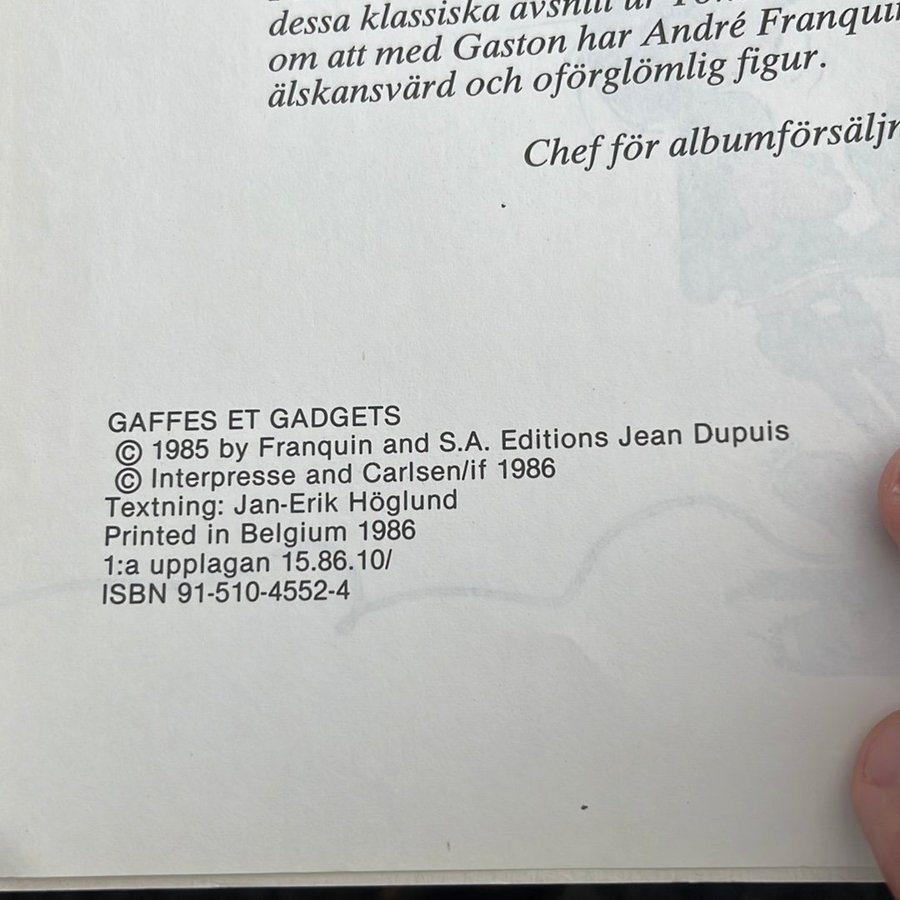 dessa klassiska avsnitt ur
om att med Gaston har André Franquin
älskansvärd och oförglömlig figur.
Chef för albumförsäljn
GAFFES ET GADGETS
© 1985 by Franquin and S.A. Editions Jean Dupuis
© Interpresse and Carlsen/if 1986
Textning: Jan-Erik Höglund
Printed in Belgium 1986
1:a upplagan 15.86.10/
ISBN 91-510-4552-4